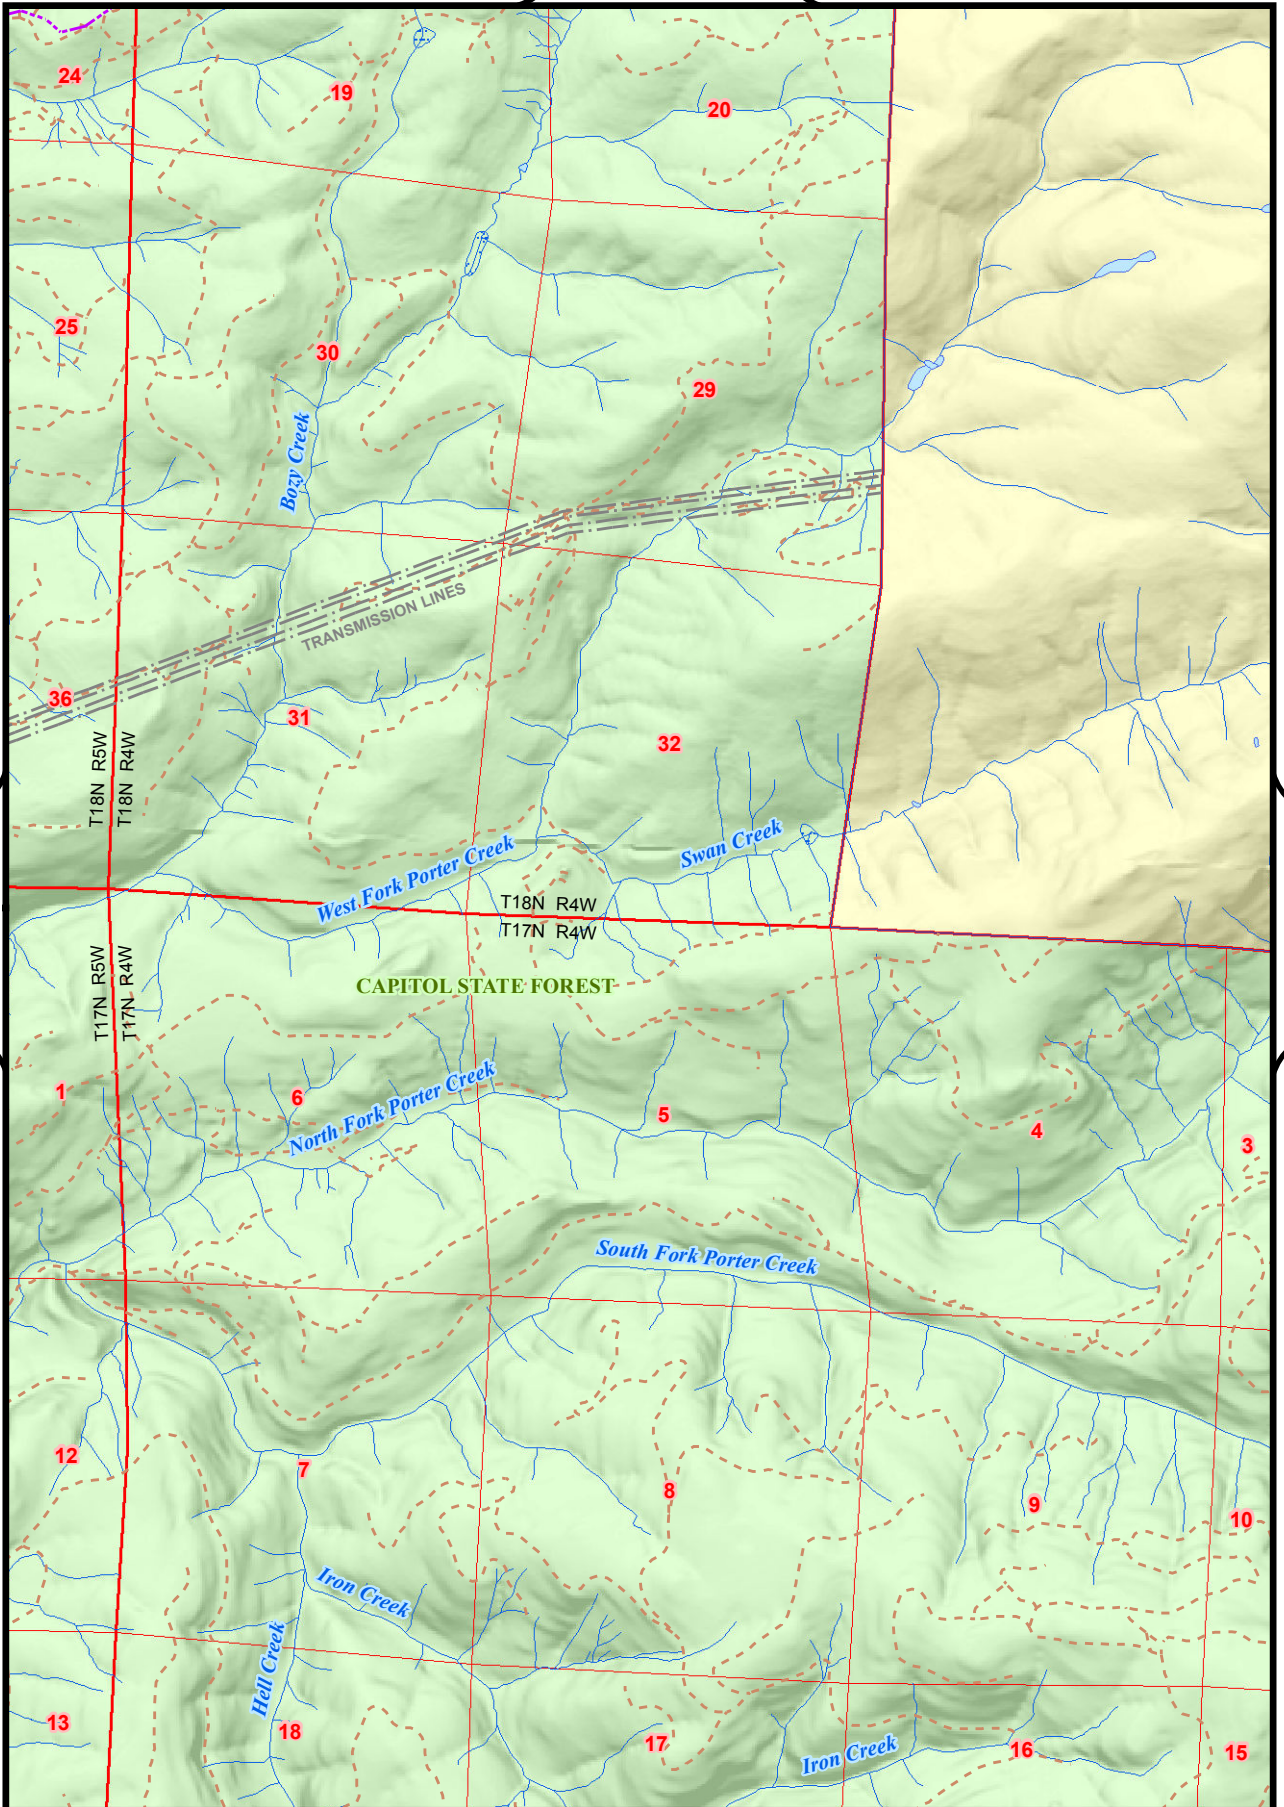 24
19
20
25
30
29
Bozy Creek
TRANSMISSION LINES
36
31
32
T18N R5W
T18N R4W
Swan Creek
West Fork Porter Creek
T18N R4W
T17N R4W
T17N R5W
T17N R4W
CAPITOL STATE FOREST
1
6
North Fork Porter Creek
5
4
3
South Fork Porter Creek
12
7
8
9
10
Iron Creek
Hell Creek
13
18
17
Iron Creek
16
15